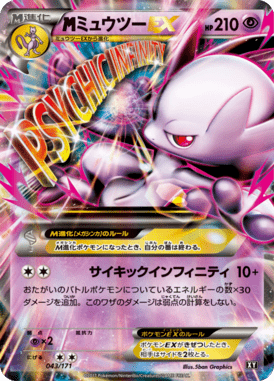 M進化
MミュウツーEX
HP210
ミュウツーEXから進化
PSYCHIC INFINITY
M進化(メガシンカ)のルール
M進化ポケモンになったとき、自分の番は終わる。
サイキックインフィニティ 10+
おたがいのバトルポケモンについているエネルギーの数×30
ダメージを追加。このワザのダメージは弱点の計算をしない。
×2
ポケモンEXのルール
ポケモンEXがきぜつしたとき、
相手はサイドを2枚とる。
にげる
043/171
XY
Illus.5ban Graphics